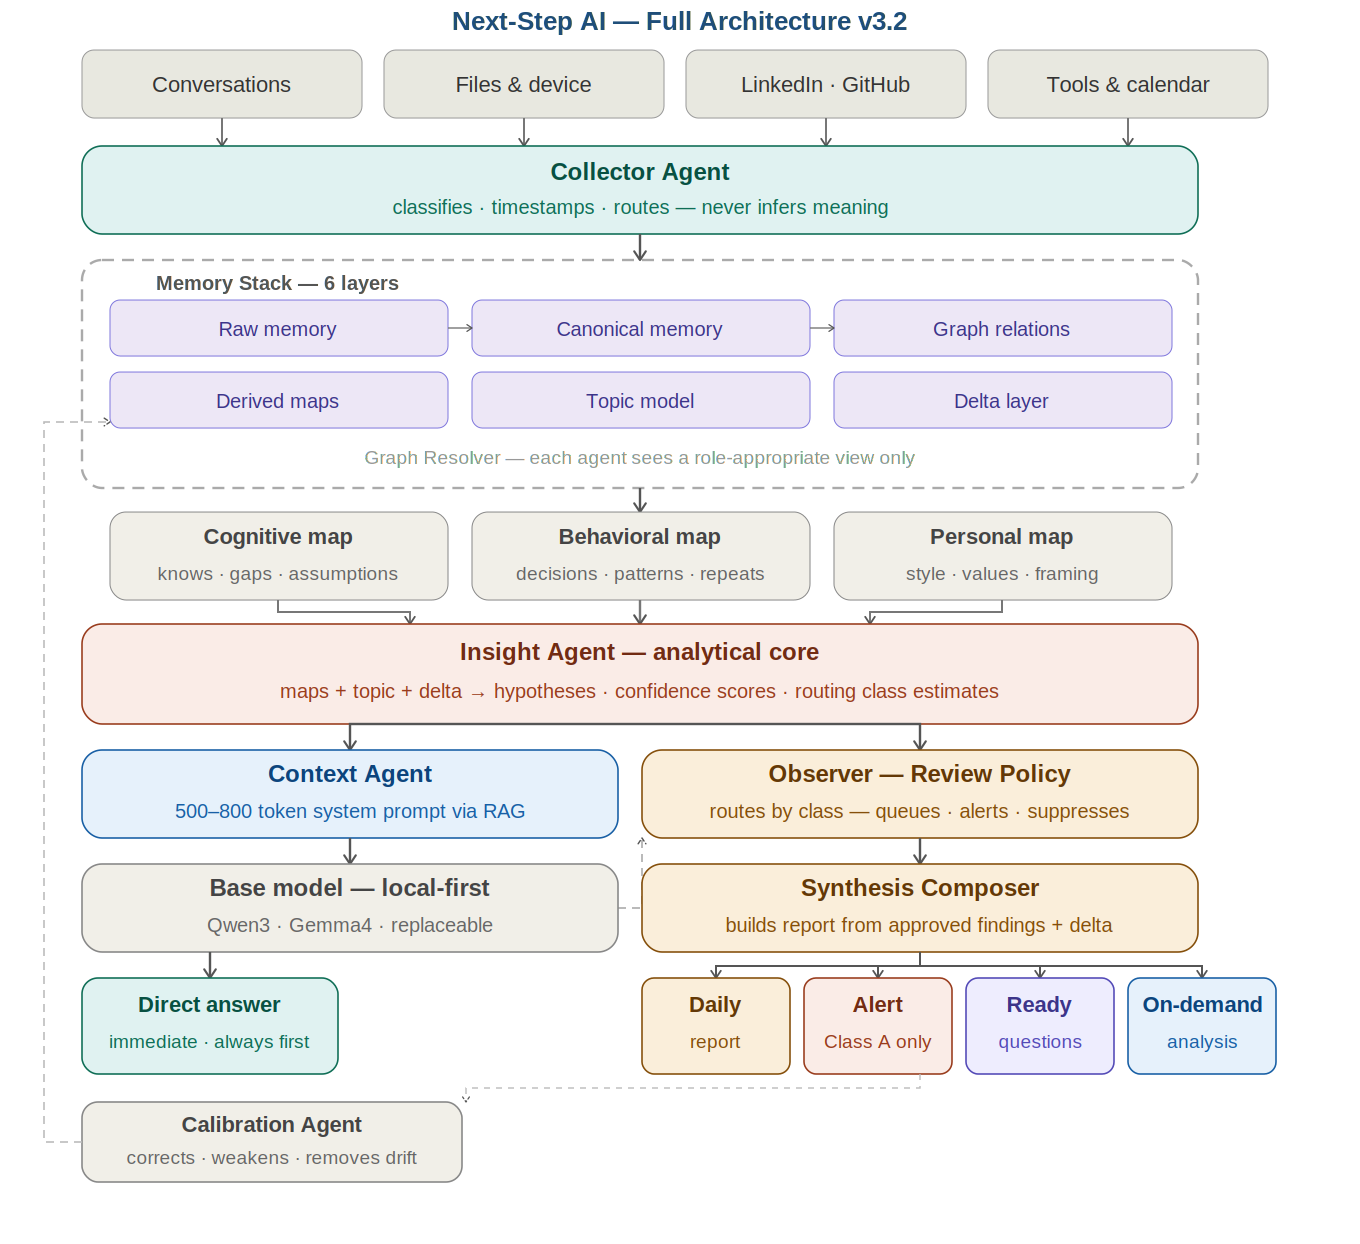 Next-Step AI — Full Architecture v3.2
Conversations
Files & device
LinkedIn · GitHub
Tools & calendar
Collector Agent
classifies · timestamps · routes — never infers meaning
Memory Stack — 6 layers
Raw memory
Canonical memory
Graph relations
Derived maps
Topic model
Delta layer
Graph Resolver — each agent sees a role-appropriate view only
Cognitive map
knows · gaps · assumptions
Behavioral map
decisions · patterns · repeats
Personal map
style · values · framing
Insight Agent — analytical core
maps + topic + delta → hypotheses · confidence scores · routing class estimates
Context Agent
500–800 token system prompt via RAG
Observer — Review Policy
routes by class — queues · alerts · suppresses
Base model — local-first
Qwen3 · Gemma4 · replaceable
Synthesis Composer
builds report from approved findings + delta
Direct answer
immediate · always first
Daily
report
Alert
Class A only
Ready
questions
On-demand
analysis
Calibration Agent
corrects · weakens · removes drift